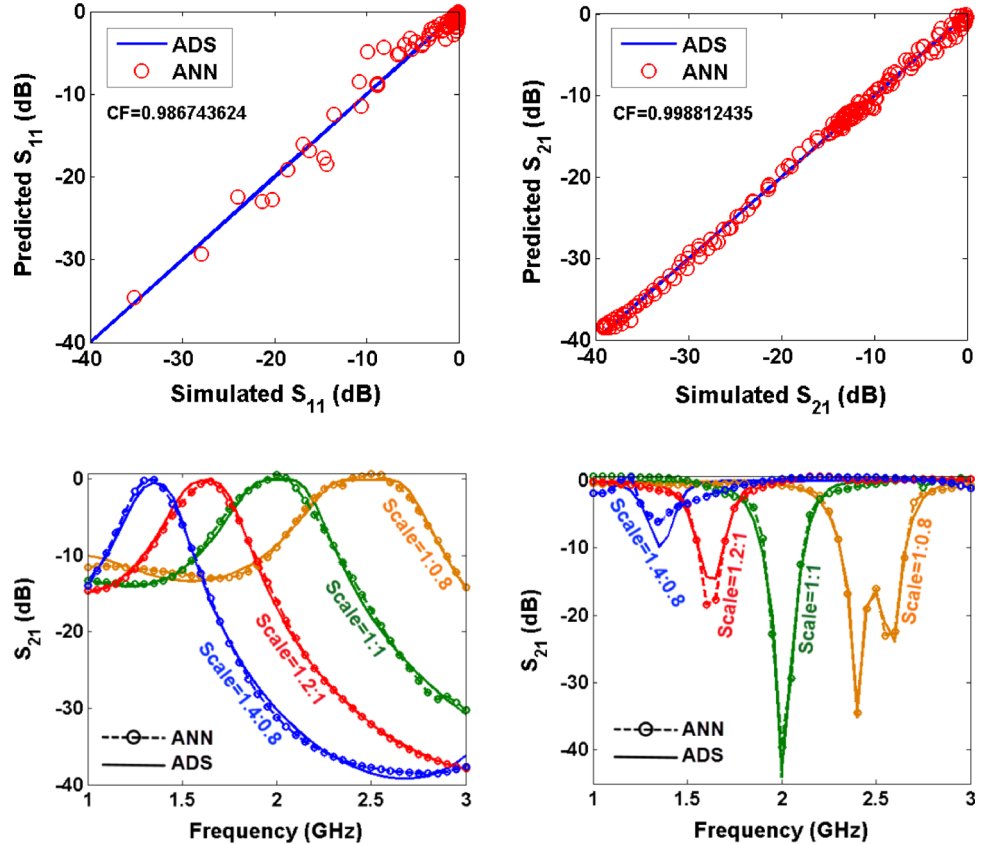 ADS
ANN
CF=0.986743624
Predicted S11 (dB)
0
-10
-20
-30
-40
-40 -30 -20 -10 0
Simulated S11 (dB)
ADS
ANN
CF=0.998812435
Predicted S21 (dB)
0
-10
-20
-30
-40
-40 -30 -20 -10 0
Simulated S21 (dB)
S21 (dB)
0
-10
-20
-30
-40
Scale=1.4:0.8
Scale=1.2:1
Scale=1:1
Scale=1:0.8
ANN
ADS
1 1.5 2 2.5 3
Frequency (GHz)
S21 (dB)
0
-10
-20
-30
-40
Scale=1.4:0.8
Scale=1.2:1
Scale=1:1
Scale=1:0.8
ANN
ADS
1 1.5 2 2.5 3
Frequency (GHz)